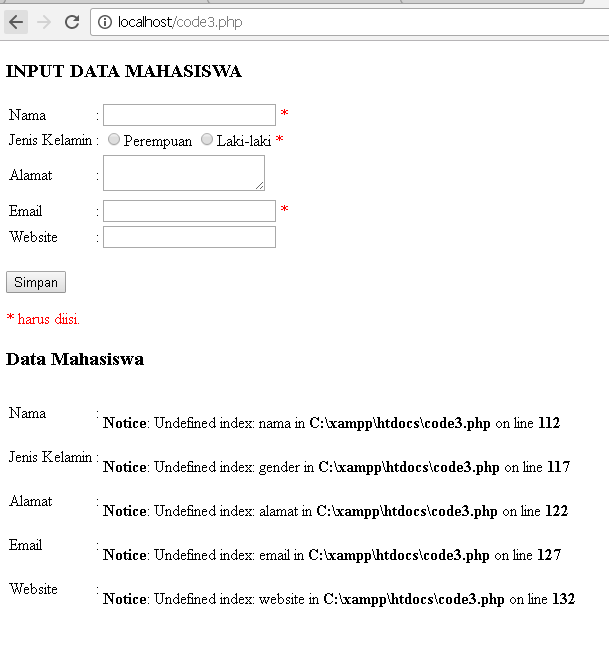 localhost/code3.php
INPUT DATA MAHASISWA
Nama : *
Jenis Kelamin : Perempuan Laki-laki *
Alamat :
Email : *
Website :
Simpan
* harus diisi.
Data Mahasiswa
Nama : Notice: Undefined index: nama in C:\xampp\htdocs\code3.php on line 112
Jenis Kelamin : Notice: Undefined index: gender in C:\xampp\htdocs\code3.php on line 117
Alamat : Notice: Undefined index: alamat in C:\xampp\htdocs\code3.php on line 122
Email : Notice: Undefined index: email in C:\xampp\htdocs\code3.php on line 127
Website : Notice: Undefined index: website in C:\xampp\htdocs\code3.php on line 132